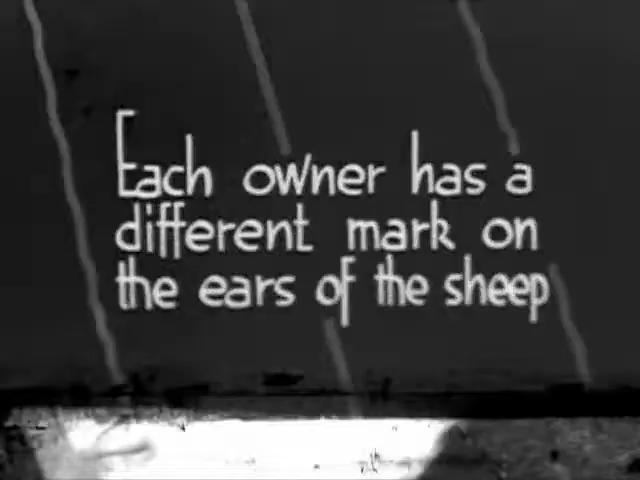 Each owner has a
different mark on
the ears of the sheep